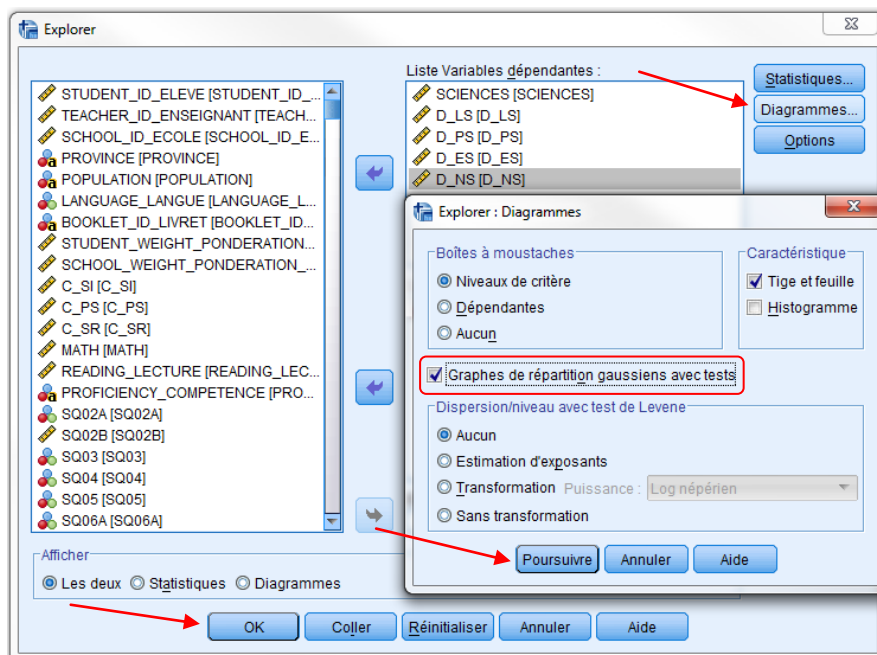 Explorer
Liste Variables dépendantes :
STUDENT_ID_ELEVE [STUDENT_ID_...
TEACHER_ID_ENSEIGNANT [TEACH...
SCHOOL_ID_ECOLE [SCHOOL_ID_E...
PROVINCE [PROVINCE]
POPULATION [POPULATION]
LANGUAGE_LANGUE [LANGUAGE_L...
BOOKLET_ID_LIVRET [BOOKLET_ID...
STUDENT_WEIGHT_PONDERATION...
SCHOOL_WEIGHT_PONDERATION_...
C_SI [C_SI]
C_PS [C_PS]
C_SR [C_SR]
MATH [MATH]
READING_LECTURE [READING_LEC...
PROFICIENCY_COMPETENCE [PRO...
SQ02A [SQ02A]
SQ02B [SQ02B]
SQ03 [SQ03]
SQ04 [SQ04]
SQ05 [SQ05]
SQ06A [SQ06A]
SCIENCES [SCIENCES]
D_LS [D_LS]
D_PS [D_PS]
D_ES [D_ES]
D_NS [D_NS]
Statistiques...
Diagrammes...
Options
Explorer : Diagrammes
Boîtes à moustaches
Niveaux de critère
Dépendantes
Aucun
Caractéristique
Tige et feuille
Histogramme
Graphes de répartition gaussiens avec tests
Dispersion/niveau avec test de Levene
Aucun
Estimation d'exposants
Transformation Puissance : Log népérien
Sans transformation
Poursuivre Annuler Aide
Afficher
Les deux Statistiques Diagrammes
OK Coller Réinitialiser Annuler Aide